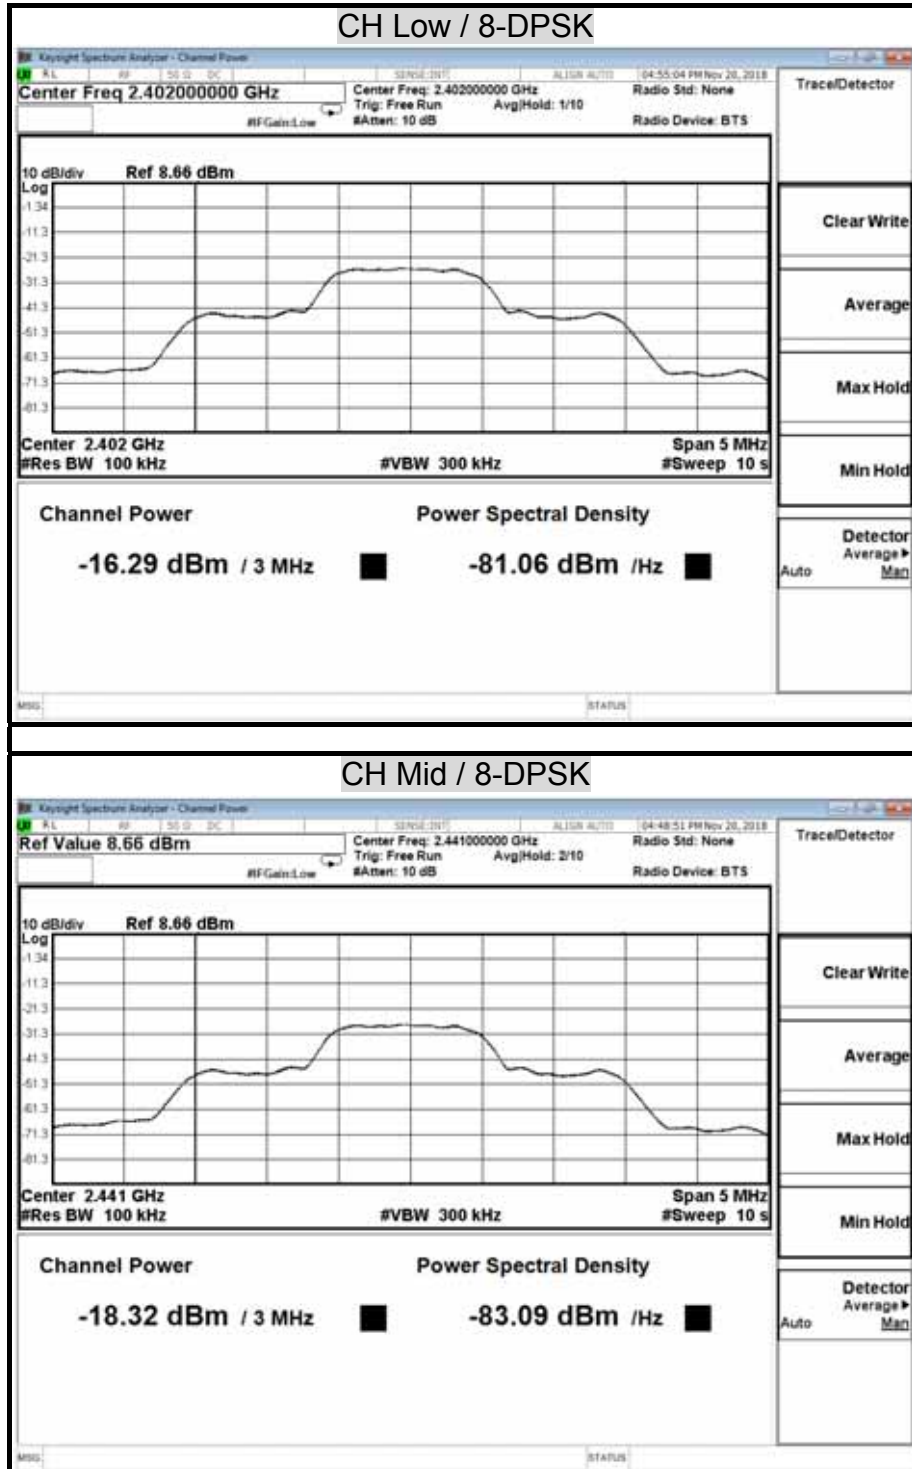 CH Low / 8-DPSK
Keysight Spectrum Analyzer - Channel Power
RL RF 50 Ω DC SENSE:INT ALIGN AUTO 04:55:04 PM Nov 20, 2018
Center Freq 2.402000000 GHz
Center Freq: 2.402000000 GHz
Radio Std: None
Trig: Free Run Avg|Hold: 1/10
#IFGain:Low #Atten: 10 dB Radio Device: BTS
10 dB/div Ref 8.66 dBm
Log
-1.34
-11.3
-21.3
-31.3
-41.3
-51.3
-61.3
-71.3
-81.3
Center 2.402 GHz Span 5 MHz
#Res BW 100 kHz #VBW 300 kHz #Sweep 10 s
Channel Power Power Spectral Density
-16.29 dBm / 3 MHz -81.06 dBm /Hz
MSG STATUS
Trace/Detector
Clear Write
Average
Max Hold
Min Hold
Detector
Average
Auto Man
CH Mid / 8-DPSK
Keysight Spectrum Analyzer - Channel Power
RL RF 50 Ω DC SENSE:INT ALIGN AUTO 04:48:51 PM Nov 20, 2018
Ref Value 8.66 dBm
Center Freq: 2.441000000 GHz
Radio Std: None
Trig: Free Run Avg|Hold: 2/10
#IFGain:Low #Atten: 10 dB Radio Device: BTS
10 dB/div Ref 8.66 dBm
Log
-1.34
-11.3
-21.3
-31.3
-41.3
-51.3
-61.3
-71.3
-81.3
Center 2.441 GHz Span 5 MHz
#Res BW 100 kHz #VBW 300 kHz #Sweep 10 s
Channel Power Power Spectral Density
-18.32 dBm / 3 MHz -83.09 dBm /Hz
MSG STATUS
Trace/Detector
Clear Write
Average
Max Hold
Min Hold
Detector
Average
Auto Man